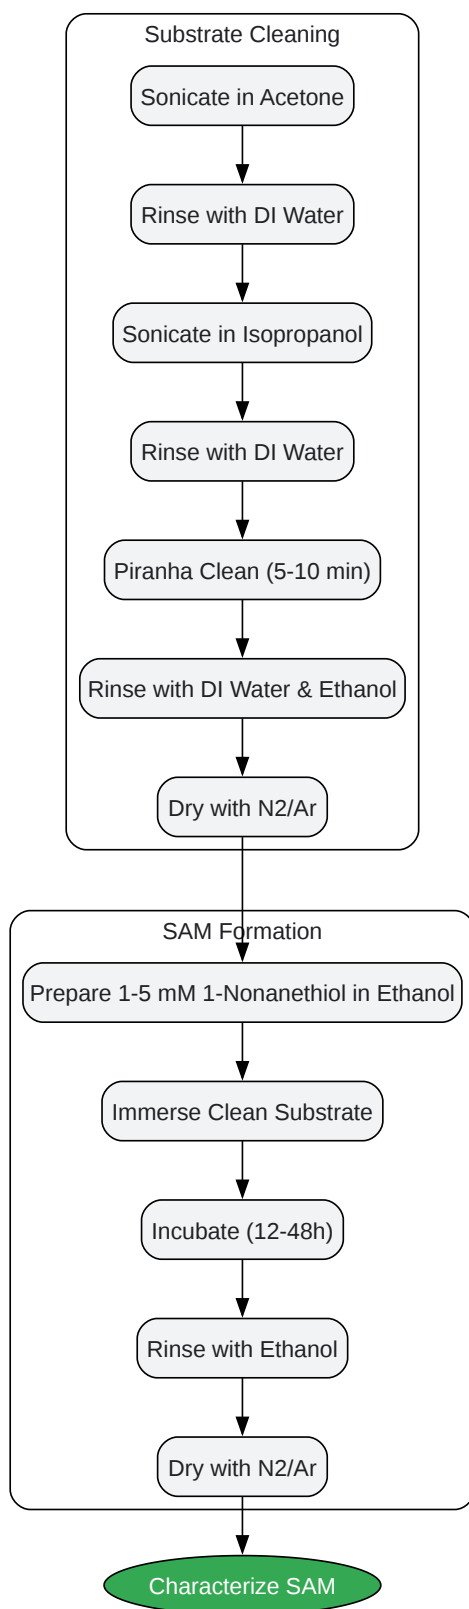 Substrate Cleaning
Sonicate in Acetone
Rinse with DI Water
Sonicate in Isopropanol
Rinse with DI Water
Piranha Clean (5-10 min)
Rinse with DI Water & Ethanol
Dry with N2/Ar
SAM Formation
Prepare 1-5 mM 1-Nonanethiol in Ethanol
Immerse Clean Substrate
Incubate (12-48h)
Rinse with Ethanol
Dry with N2/Ar
Characterize SAM